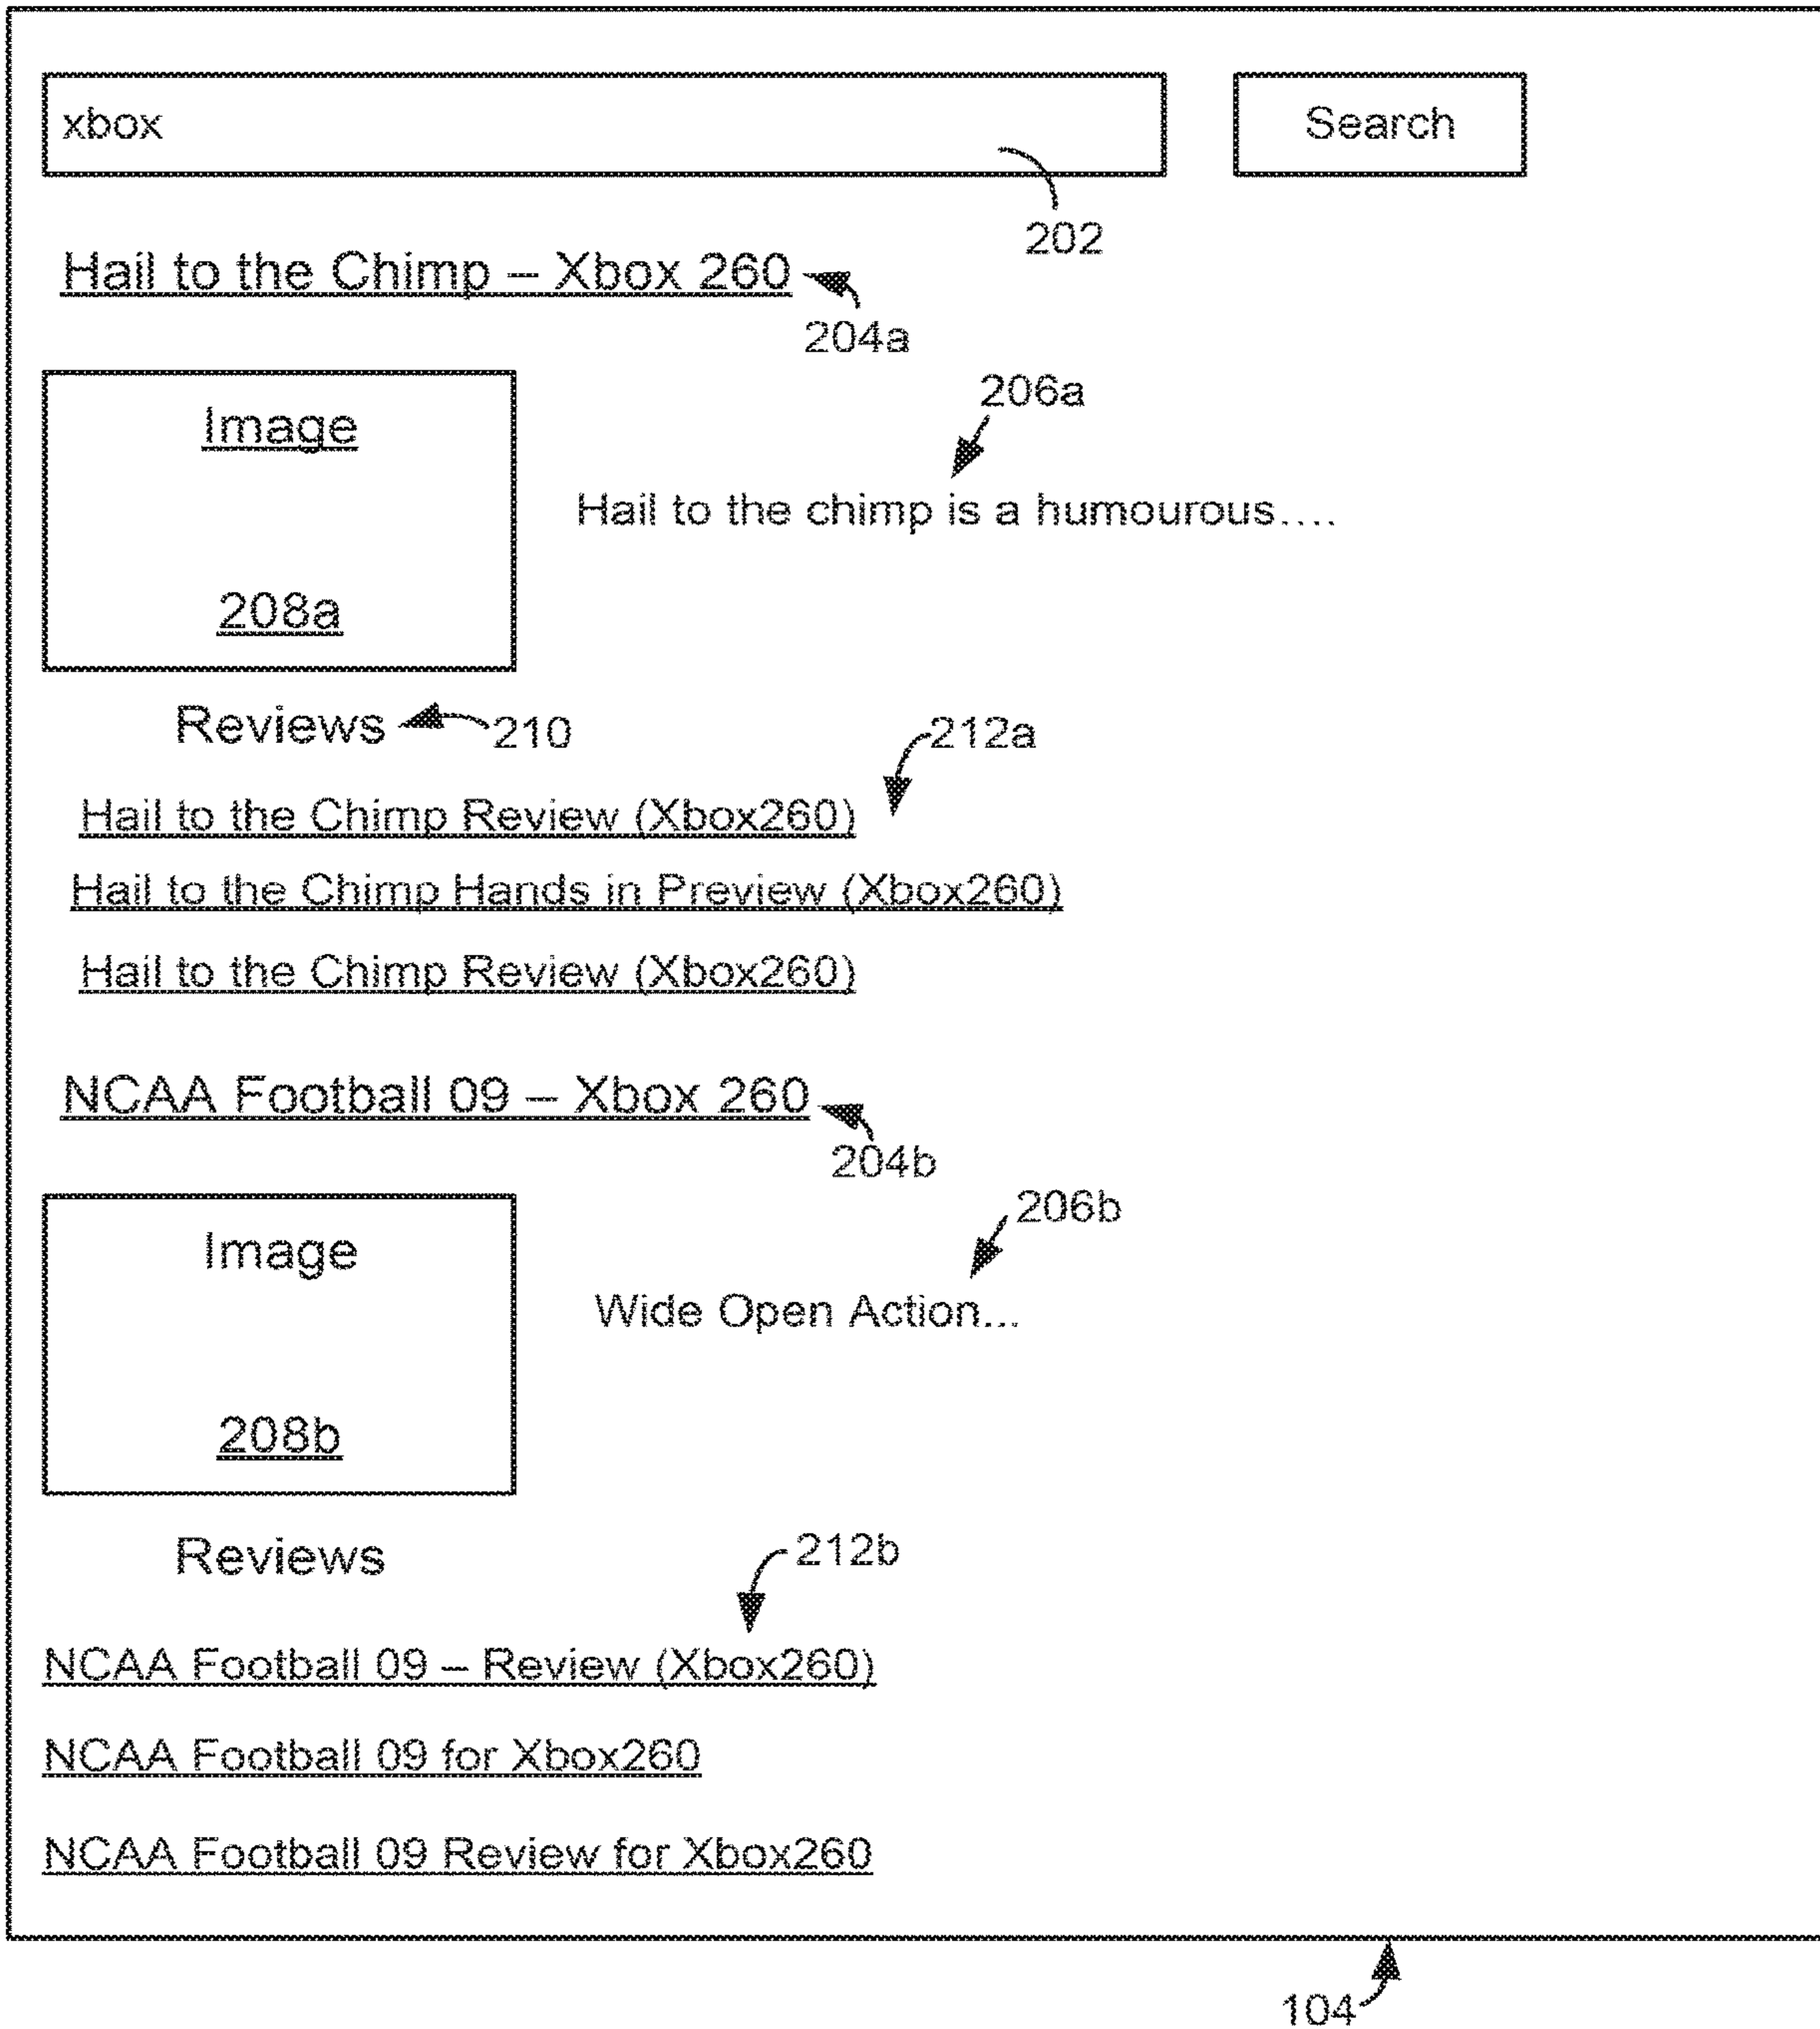 xbox
Search
202
Hail to the Chimp – Xbox 260
204a
Image
206a
Hail to the chimp is a humourous....
208a
Reviews
210
212a
Hail to the Chimp Review (Xbox260)
Hail to the Chimp Hands in Preview (Xbox260)
Hail to the Chimp Review (Xbox260)
NCAA Football 09 – Xbox 260
204b
206b
Image
Wide Open Action...
208b
Reviews
212b
NCAA Football 09 – Review (Xbox260)
NCAA Football 09 for Xbox260
NCAA Football 09 Review for Xbox260
104